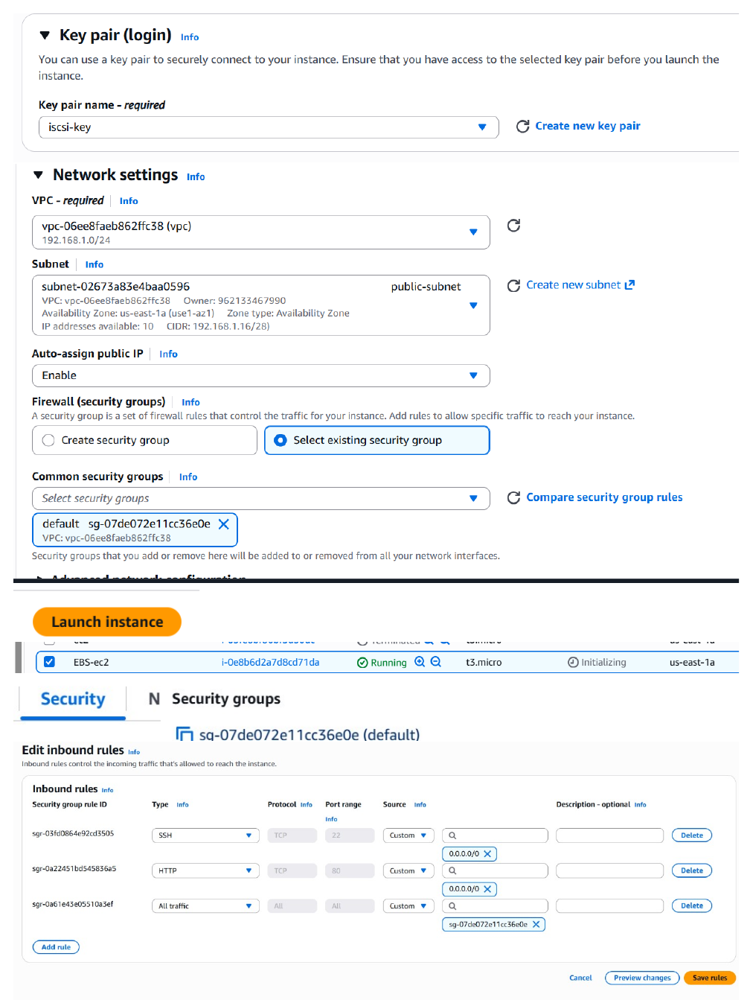 Key pair (login) Info
You can use a key pair to securely connect to your instance. Ensure that you have access to the selected key pair before you launch the
instance.
Key pair name - required
iscsi-key
Create new key pair
Network settings Info
VPC - required Info
vpc-06ee8faeb862ffc38 (vpc)
192.168.1.0/24
Subnet Info
subnet-02673a83e4baa0596 public-subnet
VPC: vpc-06ee8faeb862ffc38 Owner: 962133467990
Availability Zone: us-east-1a (use1-az1) Zone type: Availability Zone
IP addresses available: 10 CIDR: 192.168.1.16/28)
Create new subnet
Auto-assign public IP Info
Enable
Firewall (security groups) Info
A security group is a set of firewall rules that control the traffic for your instance. Add rules to allow specific traffic to reach your instance.
Create security group
Select existing security group
Common security groups Info
Select security groups
Compare security group rules
default sg-07de072e11cc36e0e
VPC: vpc-06ee8faeb862ffc38
Security groups that you add or remove here will be added to or removed from all your network interfaces.
Advanced network configuration
Launch instance
EBS-ec2 i-0e8b6d2a7d8cd71da Running t3.micro Initializing us-east-1a
Security N Security groups
sg-07de072e11cc36e0e (default)
Edit inbound rules Info
Inbound rules control the incoming traffic that's allowed to reach the instance.
Inbound rules Info
Security group rule ID Type Info Protocol Info Port range Info Source Info Description - optional Info
sgr-03fd0864e92cd3505 SSH TCP 22 Custom Delete
0.0.0.0/0
sgr-0a22451bd545836a5 HTTP TCP 80 Custom Delete
0.0.0.0/0
sgr-0a61e43e05510a3ef All traffic All All Custom Delete
sg-07de072e11cc36e0e
Add rule
Cancel Preview changes Save rules